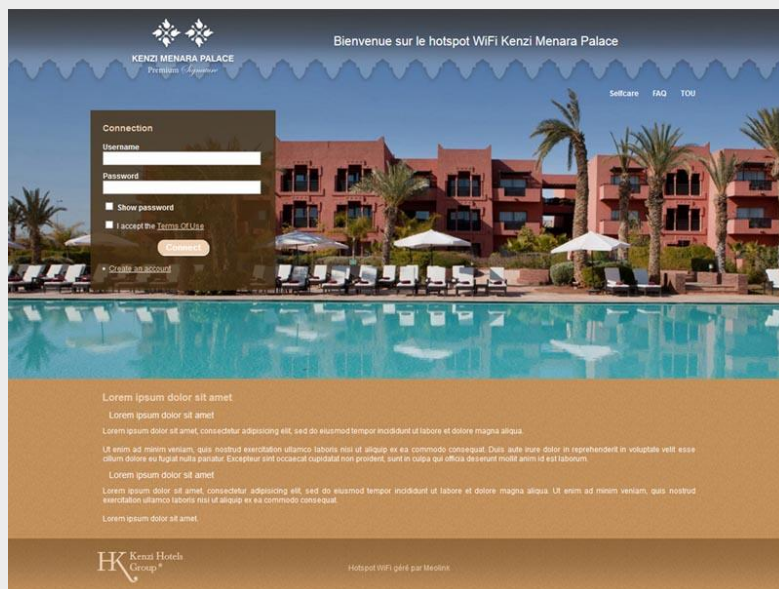 KENZI MENARA PALACE
Premium Signature
Bienvenue sur le hotspot WiFi Kenzi Menara Palace
Selfcare FAQ TOU
Connection
Username
Password
Show password
I accept the Terms Of Use
Connect
Create an account
Lorem ipsum dolor sit amet
Lorem ipsum dolor sit amet
Lorem ipsum dolor sit amet, consectetur adipisicing elit, sed do eiusmod tempor incididunt ut labore et dolore magna aliqua.
Ut enim ad minim veniam, quis nostrud exercitation ullamco laboris nisi ut aliquip ex ea commodo consequat. Duis aute irure dolor in reprehenderit in voluptate velit esse
cillum dolore eu fugiat nulla pariatur. Excepteur sint occaecat cupidatat non proident, sunt in culpa qui officia deserunt mollit anim id est laborum.
Lorem ipsum dolor sit amet
Lorem ipsum dolor sit amet, consectetur adipisicing elit, sed do eiusmod tempor incididunt ut labore et dolore magna aliqua. Ut enim ad minim veniam, quis nostrud
exercitation ullamco laboris nisi ut aliquip ex ea commodo consequat.
Lorem ipsum dolor sit amet.
HK Kenzi Hotels
Group
Hotspot WiFi géré par Meolink